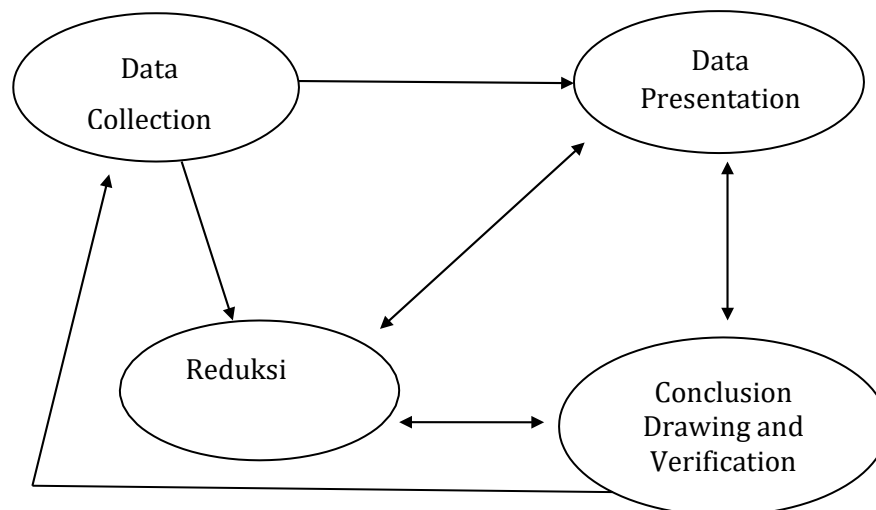 Data
Collection
Data
Presentation
Reduksi
Conclusion
Drawing and
Verification